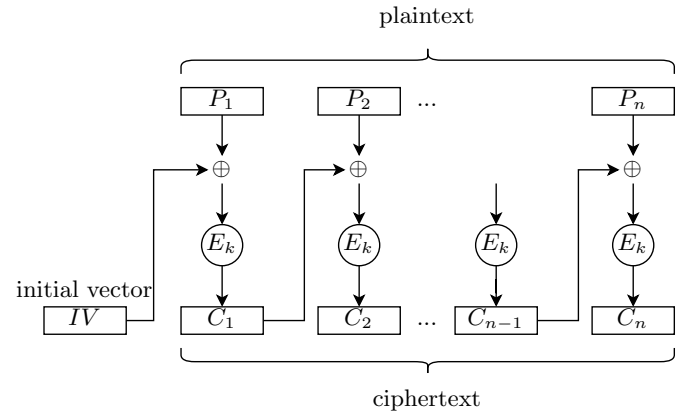 plaintext
P₁ P₂ ... Pₙ
⊕ ⊕ ⊕
Eₖ Eₖ Eₖ Eₖ
initial vector
IV C₁ C₂ ... Cₙ₋₁ Cₙ
ciphertext